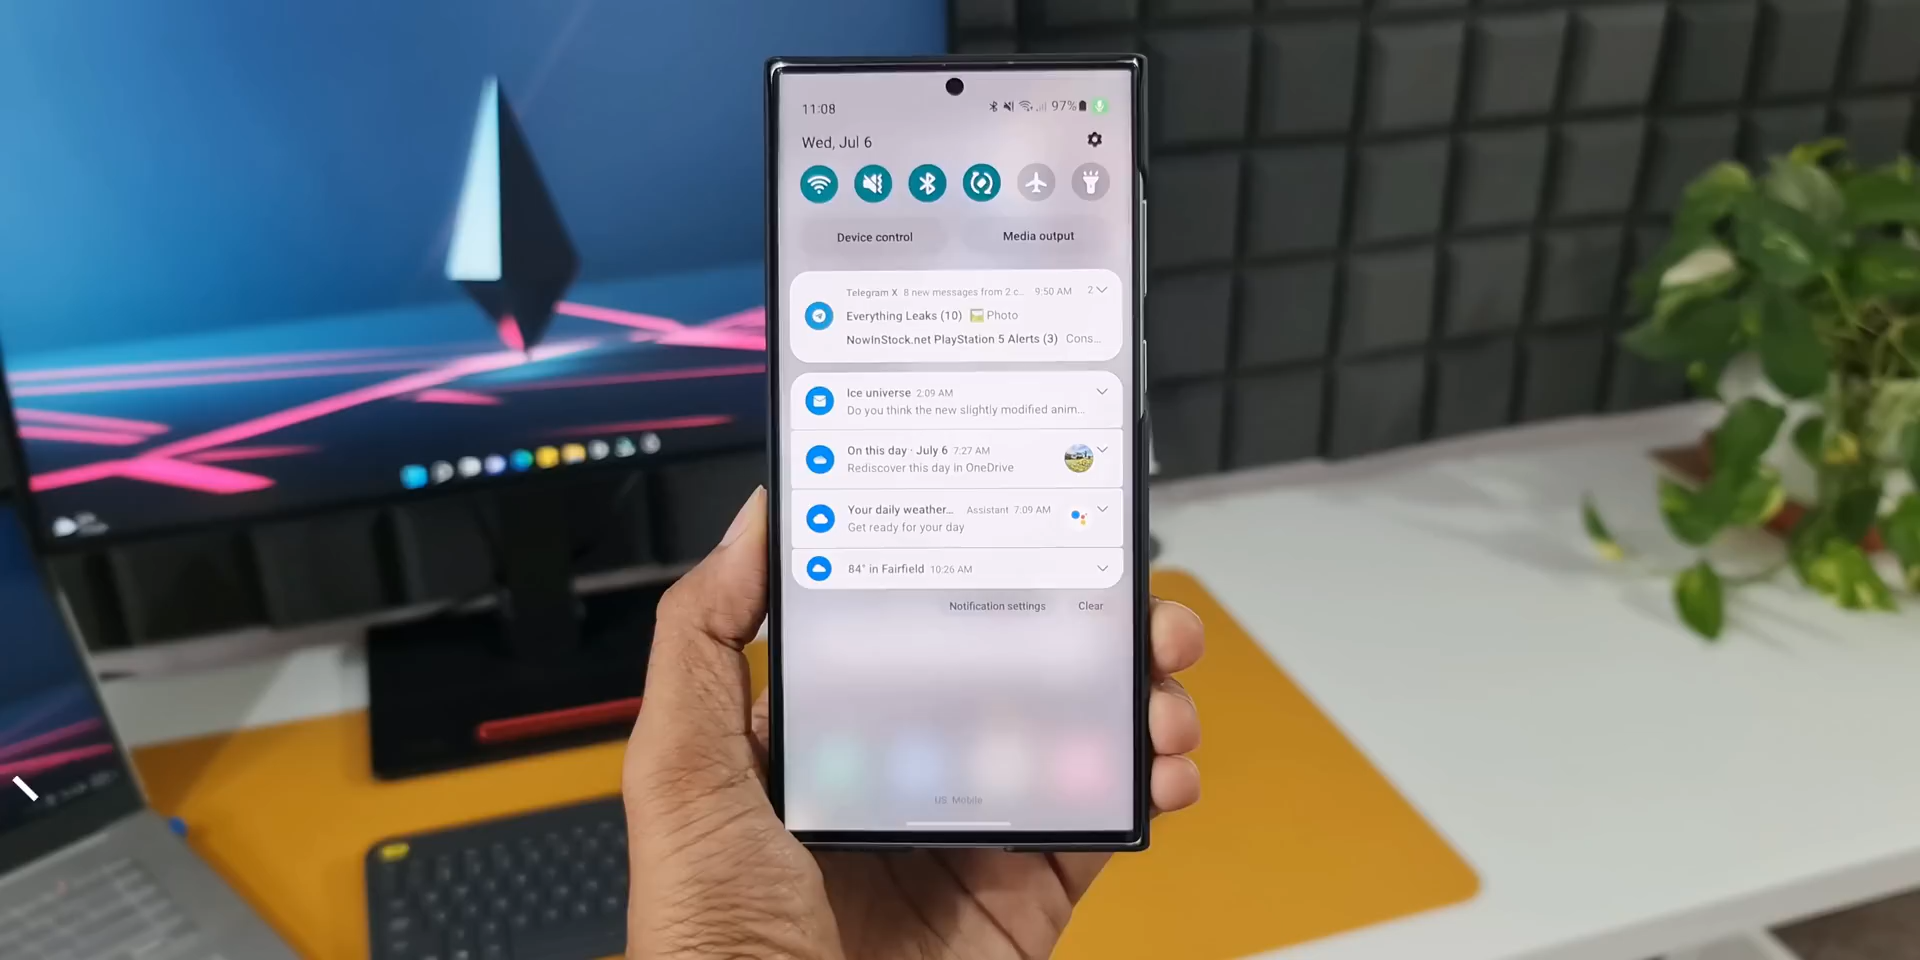 11:08 97%
Wed, Jul 6
Device control Media output
Telegram X 8 new messages from 2 c... 9:50 AM 2
Everything Leaks (10) Photo
NowInStock.net PlayStation 5 Alerts (3) Cons...
Ice universe 2:09 AM
Do you think the new slightly modified anim...
On this day · July 6 7:27 AM
Rediscover this day in OneDrive
Your daily weather... Assistant 7:09 AM
Get ready for your day
84° in Fairfield 10:26 AM
Notification settings Clear
US Mobile